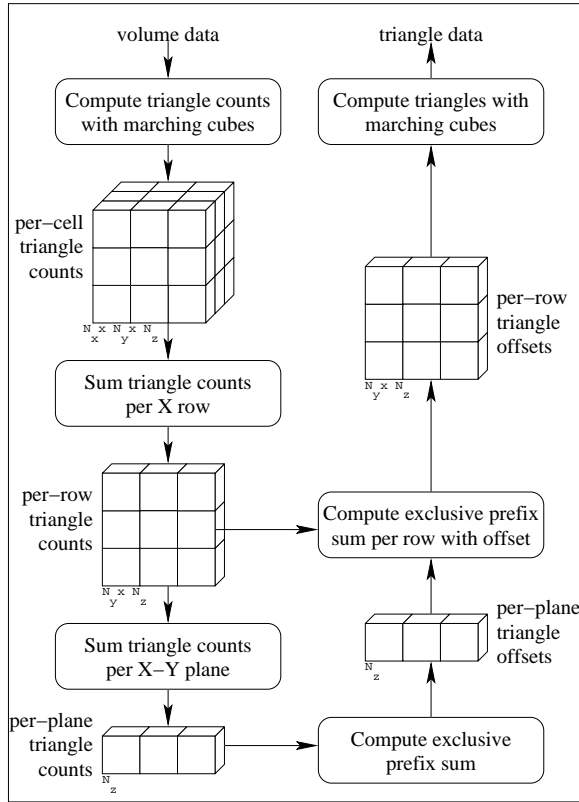 volume data
Compute triangle counts
with marching cubes
per-cell
triangle
counts
N x N x N
x y z
Sum triangle counts
per X row
per-row
triangle
counts
N x N
y z
Sum triangle counts
per X-Y plane
per-plane
triangle
counts
N
z
triangle data
Compute triangles with
marching cubes
per-row
triangle
offsets
N x N
y z
Compute exclusive prefix
sum per row with offset
per-plane
triangle
offsets
N
z
Compute exclusive
prefix sum